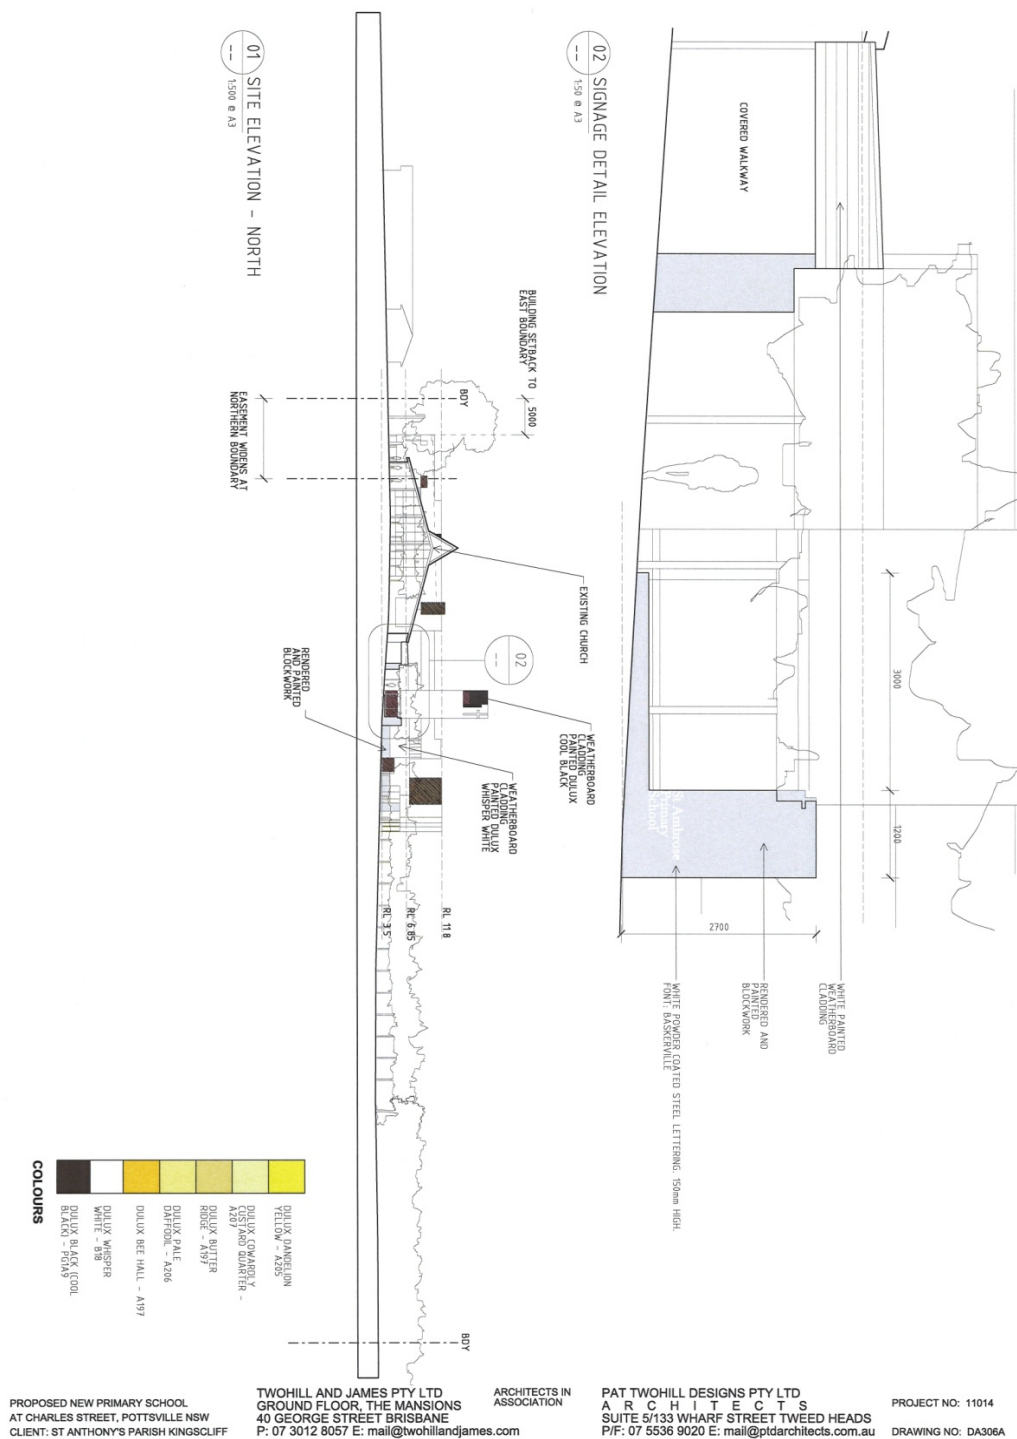 01 SITE ELEVATION - NORTH
--
1:500 @ A3
02 SIGNAGE DETAIL ELEVATION
--
1:50 @ A3
COVERED WALKWAY
BUILDING SETBACK TO
EAST BOUNDARY
5000
BDY
EASEMENT WIDENS AT
NORTHERN BOUNDARY
EXISTING CHURCH
02
--
RENDERED
AND PAINTED
BLOCKWORK
WEATHERBOARD
CLADDING
PAINTED DULUX
COOL BLACK
WEATHERBOARD
CLADDING
PAINTED DULUX
WHISPER WHITE
RL 11.8
RL 6.85
RL 3.5
BDY
3000
1200
2700
St Ambrose
Primary
School
WHITE PAINTED
WEATHERBOARD
CLADDING
RENDERED AND
PAINTED
BLOCKWORK
WHITE POWDER COATED STEEL LETTERING. 150mm HIGH.
FONT: BASKERVILLE
COLOURS
DULUX DANDELION
YELLOW - A205
DULUX COWARDLY
CUSTARD QUARTER -
A207
DULUX BUTTER
RIDGE - A197
DULUX PALE
DAFFODIL - A206
DULUX BEE HALL - A197
DULUX WHISPER
WHITE - B18
DULUX BLACK (COOL
BLACK) - PG1A9
PROPOSED NEW PRIMARY SCHOOL
AT CHARLES STREET, POTTSVILLE NSW
CLIENT: ST ANTHONY'S PARISH KINGSCLIFF
TWOHILL AND JAMES PTY LTD
GROUND FLOOR, THE MANSIONS
40 GEORGE STREET BRISBANE
P: 07 3012 8057 E: mail@twohillandjames.com
ARCHITECTS IN
ASSOCIATION
PAT TWOHILL DESIGNS PTY LTD
A R C H I T E C T S
SUITE 5/133 WHARF STREET TWEED HEADS
P/F: 07 5536 9020 E: mail@ptdarchitects.com.au
PROJECT NO: 11014
DRAWING NO: DA306A